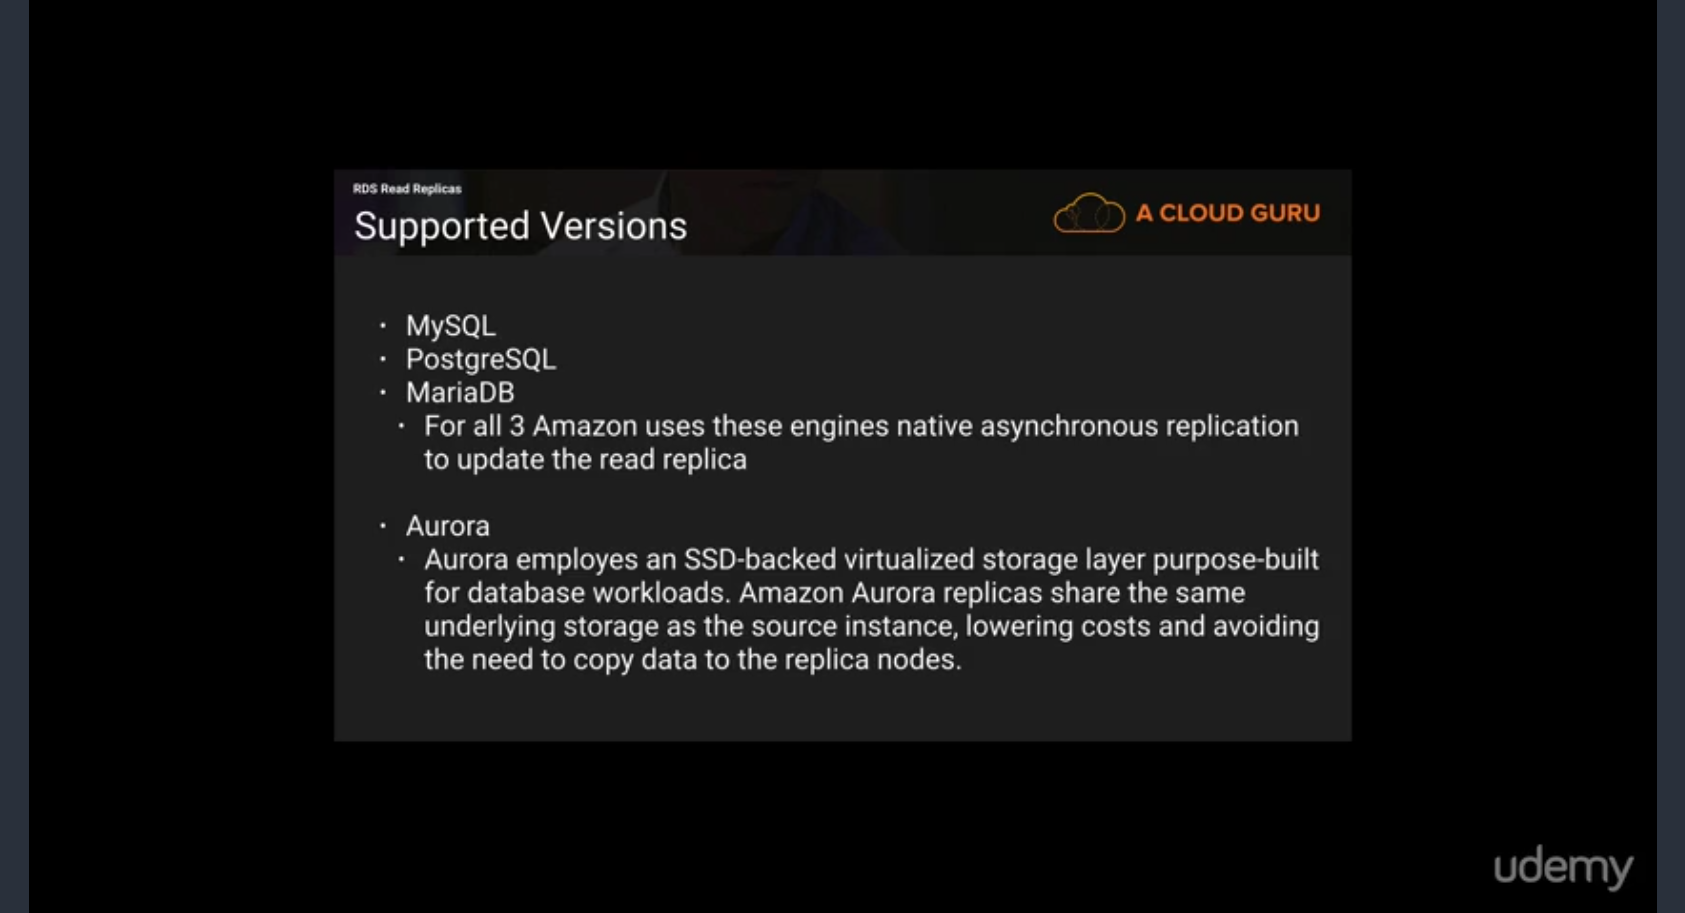 RDS Read Replicas
Supported Versions
A CLOUD GURU
· MySQL
· PostgreSQL
· MariaDB
· For all 3 Amazon uses these engines native asynchronous replication
to update the read replica
· Aurora
· Aurora employes an SSD-backed virtualized storage layer purpose-built
for database workloads. Amazon Aurora replicas share the same
underlying storage as the source instance, lowering costs and avoiding
the need to copy data to the replica nodes.
udemy